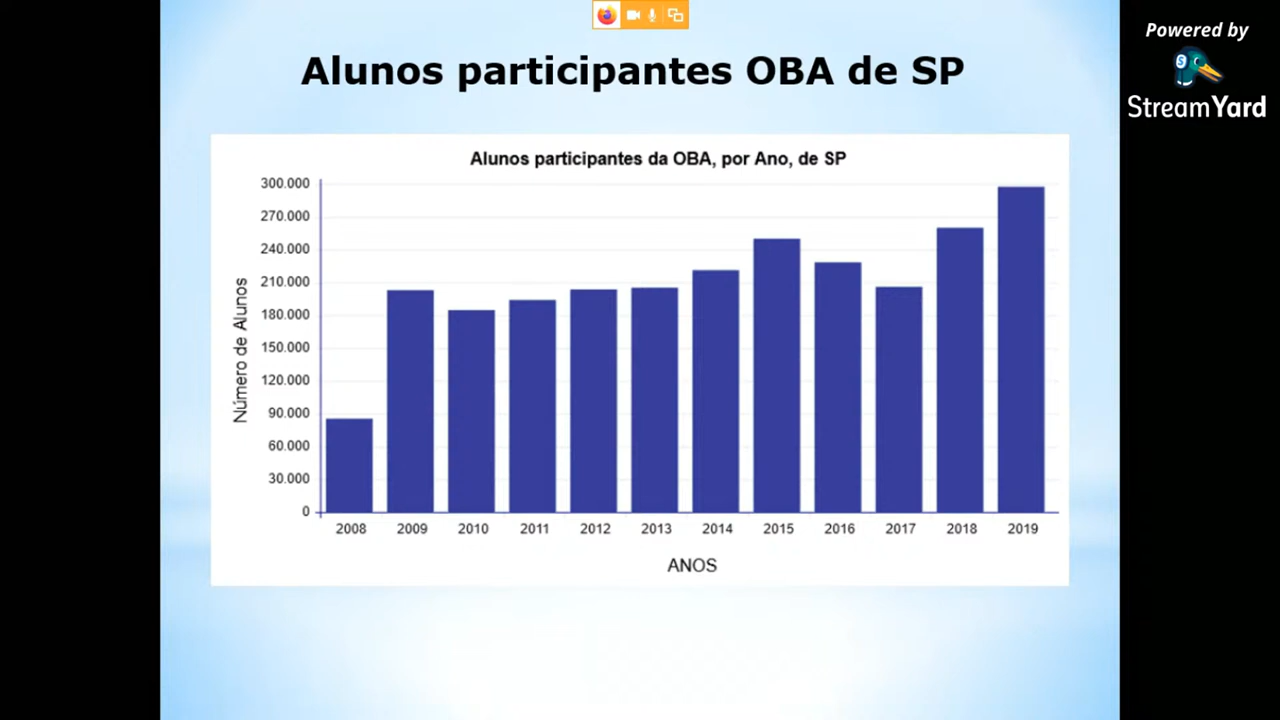 Alunos participantes OBA de SP
Powered by
StreamYard
Alunos participantes da OBA, por Ano, de SP
Número de Alunos
300.000
270.000
240.000
210.000
180.000
150.000
120.000
90.000
60.000
30.000
0
2008 2009 2010 2011 2012 2013 2014 2015 2016 2017 2018 2019
ANOS